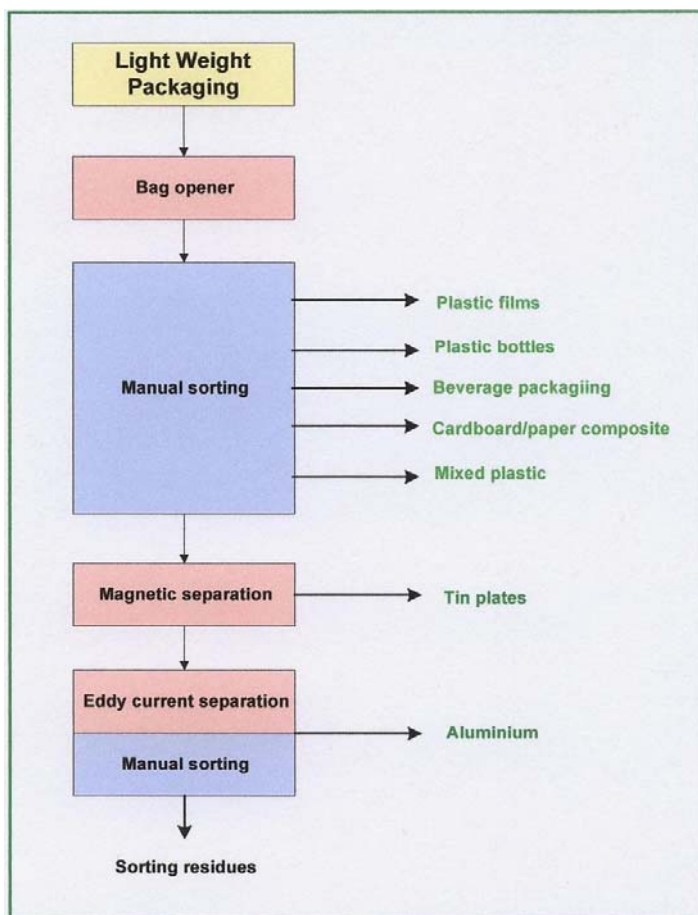 Light Weight
Packaging
Bag opener
Manual sorting
Plastic films
Plastic bottles
Beverage packagiing
Cardboard/paper composite
Mixed plastic
Magnetic separation
Tin plates
Eddy current separation
Manual sorting
Aluminium
Sorting residues